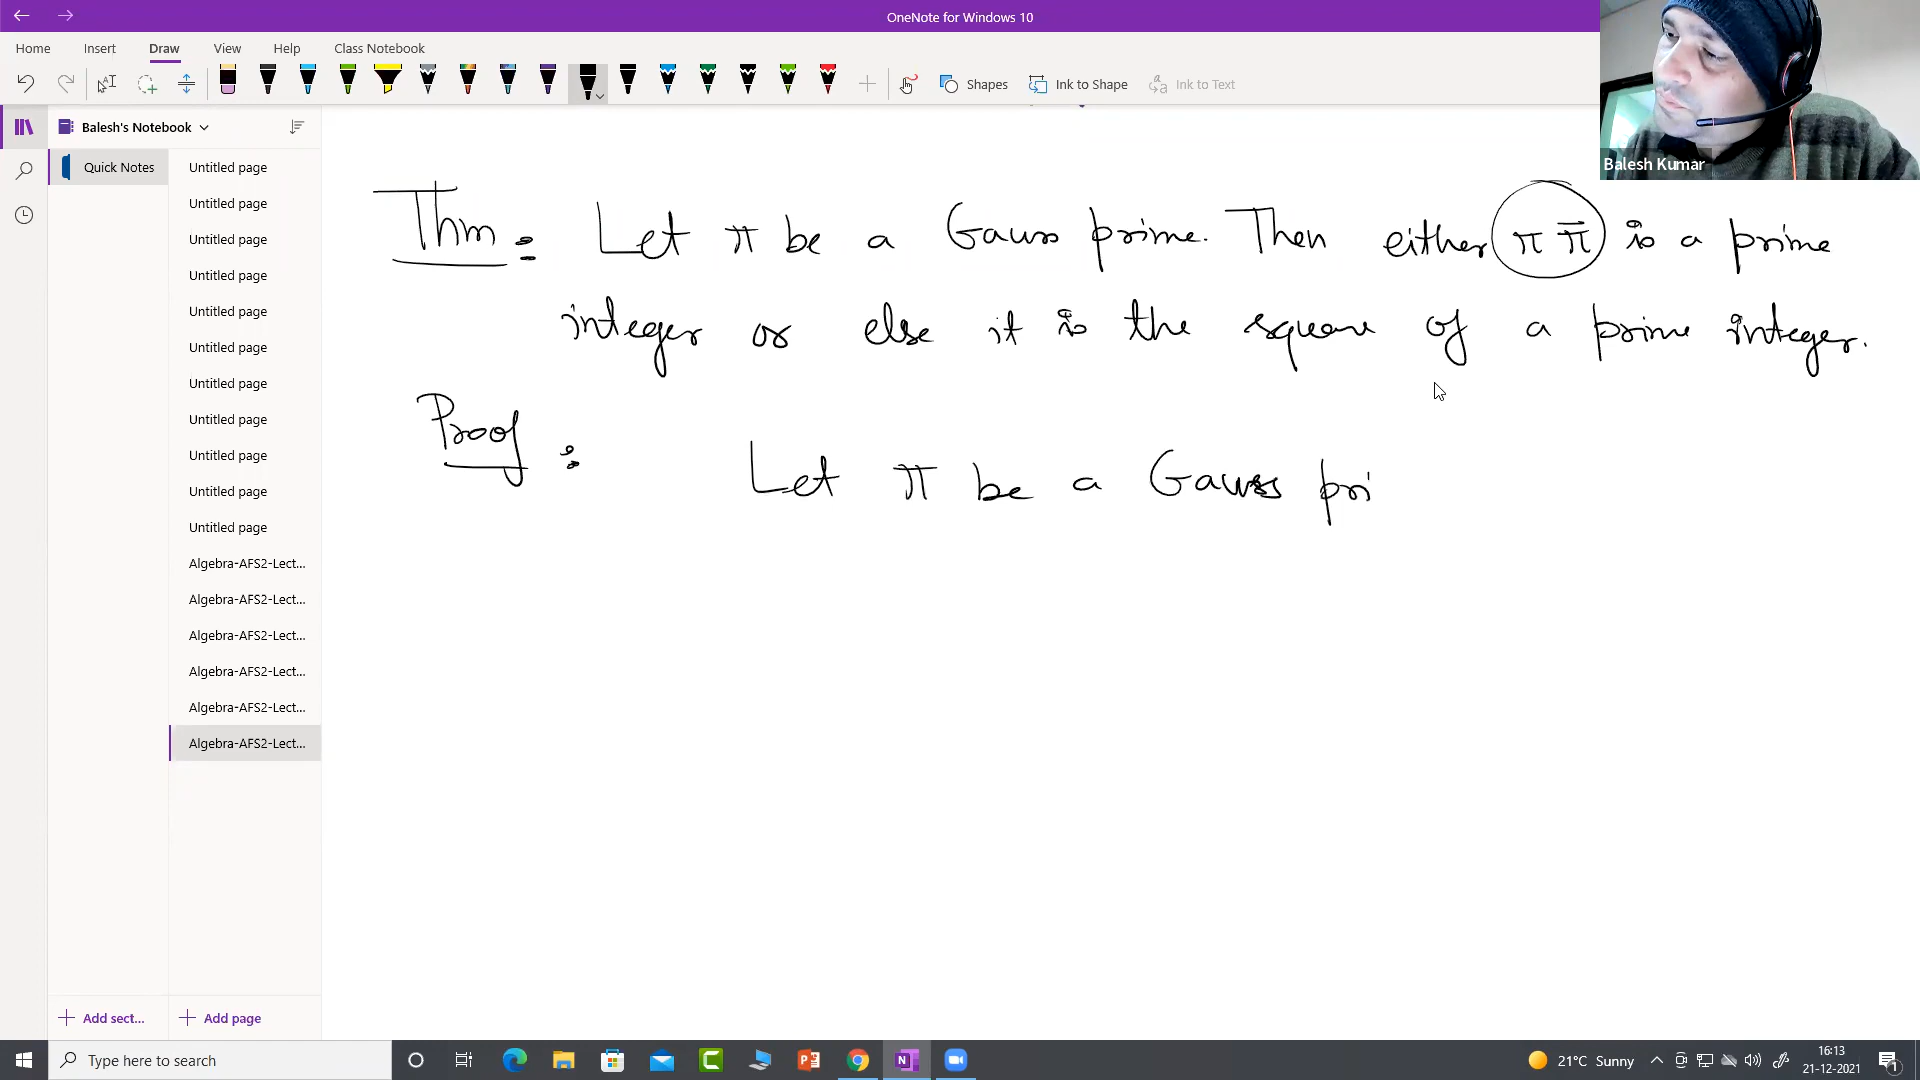 OneNote for Windows 10
Home Insert Draw View Help Class Notebook
Shapes Ink to Shape Ink to Text
Balesh Kumar
Balesh's Notebook
Quick Notes
Untitled page
Untitled page
Untitled page
Untitled page
Untitled page
Untitled page
Untitled page
Untitled page
Untitled page
Untitled page
Untitled page
Algebra-AFS2-Lect...
Algebra-AFS2-Lect...
Algebra-AFS2-Lect...
Algebra-AFS2-Lect...
Algebra-AFS2-Lect...
Algebra-AFS2-Lect...
Thm: Let π be a Gauss prime. Then either π π̅ is a prime
integer or else it is the square of a prime integer.
Proof: Let π be a Gauss pri
Add sect... Add page
Type here to search
21°C Sunny
16:13
21-12-2021
1